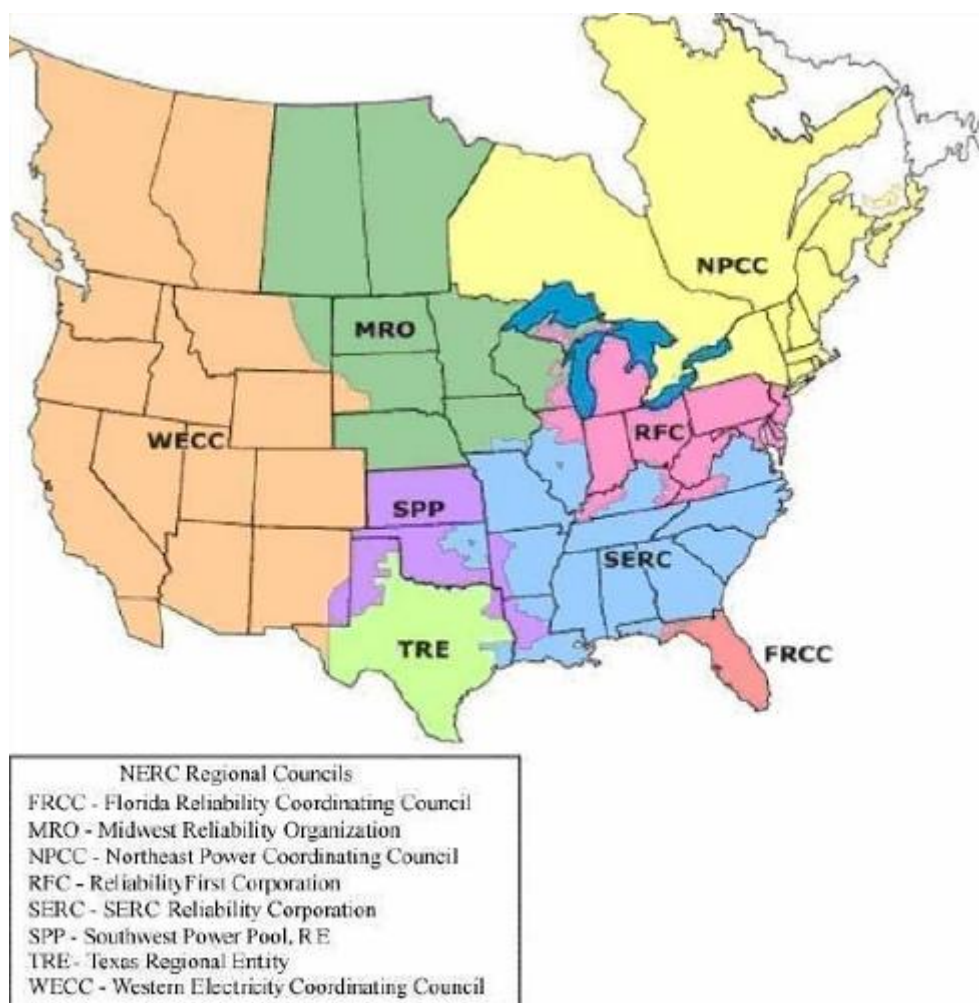 NPCC
MRO
RFC
WECC
SPP
SERC
TRE
FRCC
NERC Regional Councils
FRCC - Florida Reliability Coordinating Council
MRO - Midwest Reliability Organization
NPCC - Northeast Power Coordinating Council
RFC - ReliabilityFirst Corporation
SERC - SERC Reliability Corporation
SPP - Southwest Power Pool, RE
TRE - Texas Regional Entity
WECC - Western Electricity Coordinating Council